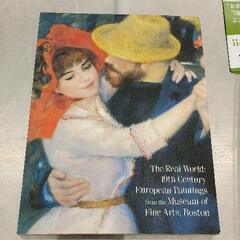 The Real World:
19th Century
European Paintings
from the Museum of
Fine Arts, Boston